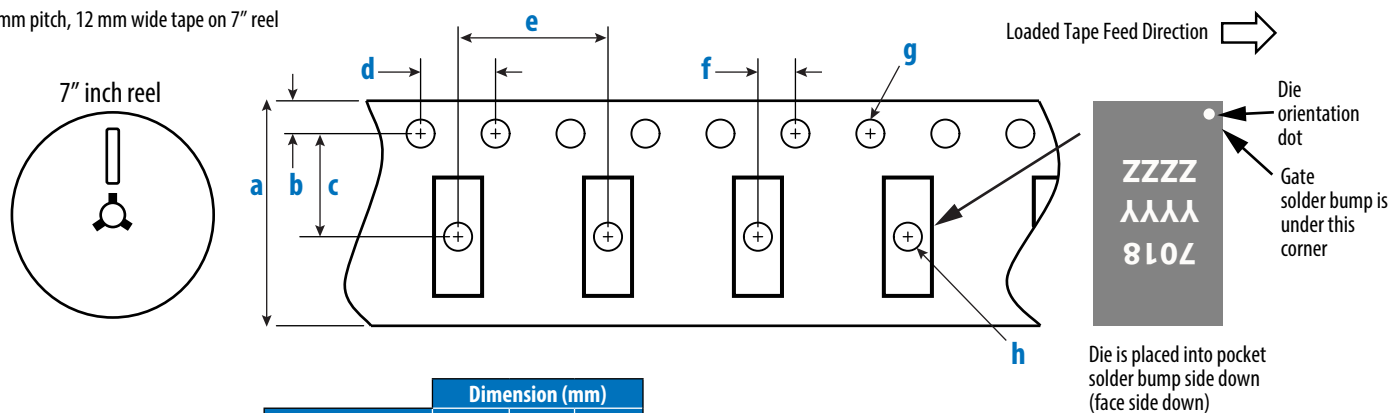 mm pitch, 12 mm wide tape on 7” reel
7” inch reel
a
b
c
d
e
f
g
h
Loaded Tape Feed Direction
Die
orientation
dot
Gate
solder bump is
under this
corner
7018
YYYY
ZZZZ
Die is placed into pocket
solder bump side down
(face side down)
Dimension (mm)